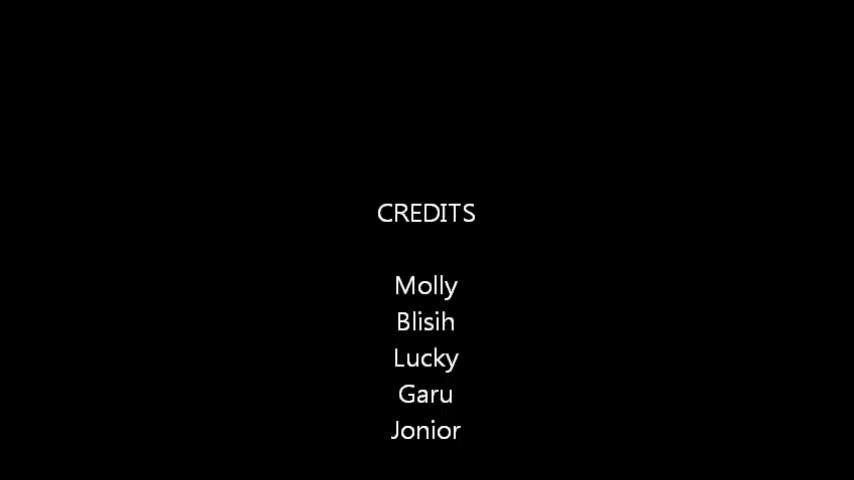 CREDITS
Molly
Blisih
Lucky
Garu
Jonior